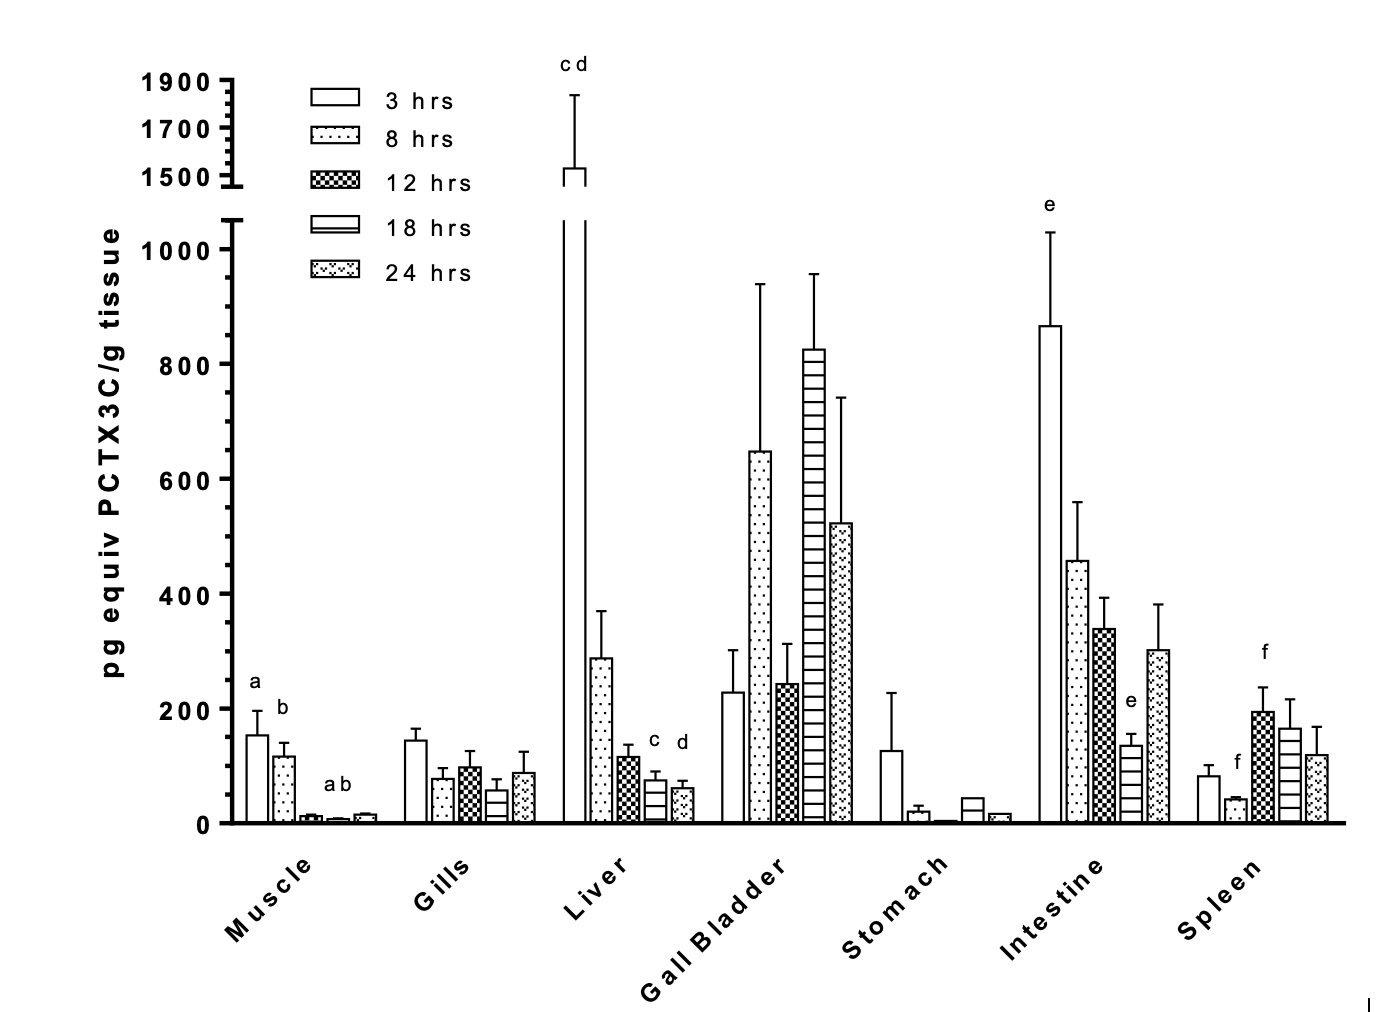 c d
1900
1700
1500
1000
800
600
400
200
0
pg equiv PCTX3C/g tissue
3 hrs
8 hrs
12 hrs
18 hrs
24 hrs
a
b
a b
c
d
e
e
f
f
Muscle
Gills
Liver
Gall Bladder
Stomach
Intestine
Spleen